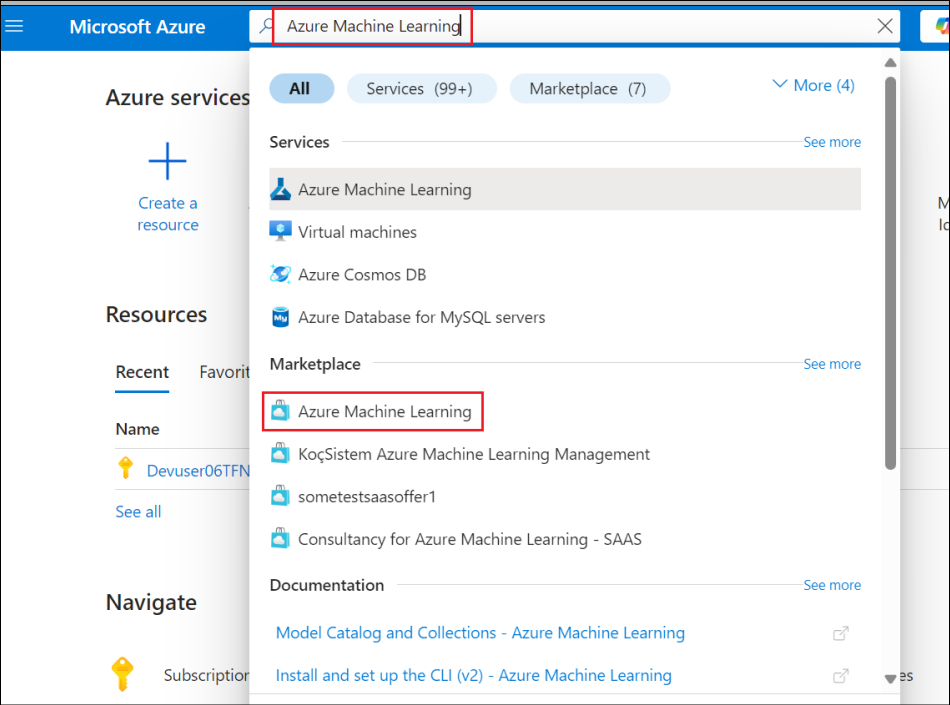 Microsoft Azure
Azure Machine Learning
All
Services (99+)
Marketplace (7)
More (4)
Azure services
Create a
resource
Services
See more
Azure Machine Learning
Virtual machines
Azure Cosmos DB
Azure Database for MySQL servers
Resources
Recent
Favorit
Name
Devuser06TFN
See all
Marketplace
See more
Azure Machine Learning
KoçSistem Azure Machine Learning Management
sometestsaasoffer1
Consultancy for Azure Machine Learning - SAAS
Documentation
See more
Model Catalog and Collections - Azure Machine Learning
Install and set up the CLI (v2) - Azure Machine Learning
Navigate
Subscription
es